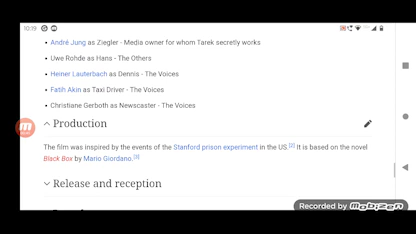 10:19
• André Jung as Ziegler - Media owner for whom Tarek secretly works
• Uwe Rohde as Hans - The Others
• Heiner Lauterbach as Dennis - The Voices
• Fatih Akin as Taxi Driver - The Voices
• Christiane Gerboth as Newscaster - The Voices
Production
The film was inspired by the events of the Stanford prison experiment in the US.[2] It is based on the novel
Black Box by Mario Giordano.[3]
Release and reception
Recorded by MOBIZEN